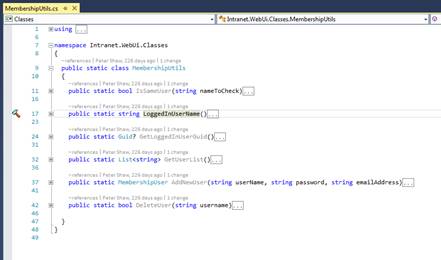 MembershipUtils.cs
Classes
Intranet.WebUi.Classes.MembershipUtils
1 using ...
6
7 namespace Intranet.WebUi.Classes
8 {
-references | Peter Shaw, 226 days ago | 1 change
9 public static class MembershipUtils
10 {
-references | Peter Shaw, 226 days ago | 1 change
11 public static bool IsSameUser(string nameToCheck)...
16
-references | Peter Shaw, 226 days ago | 1 change
17 public static string LoggedInUserName()...
23
-references | Peter Shaw, 226 days ago | 1 change
24 public static Guid? GetLoggedInUserGuid()...
31
-references | Peter Shaw, 226 days ago | 1 change
32 public static List<string> GetUserList()...
36
-references | Peter Shaw, 226 days ago | 1 change
37 public static MembershipUser AddNewUser(string userName, string password, string emailAddress)...
41
-references | Peter Shaw, 226 days ago | 1 change
42 public static bool DeleteUser(string username)...
46
47 }
48 }
49